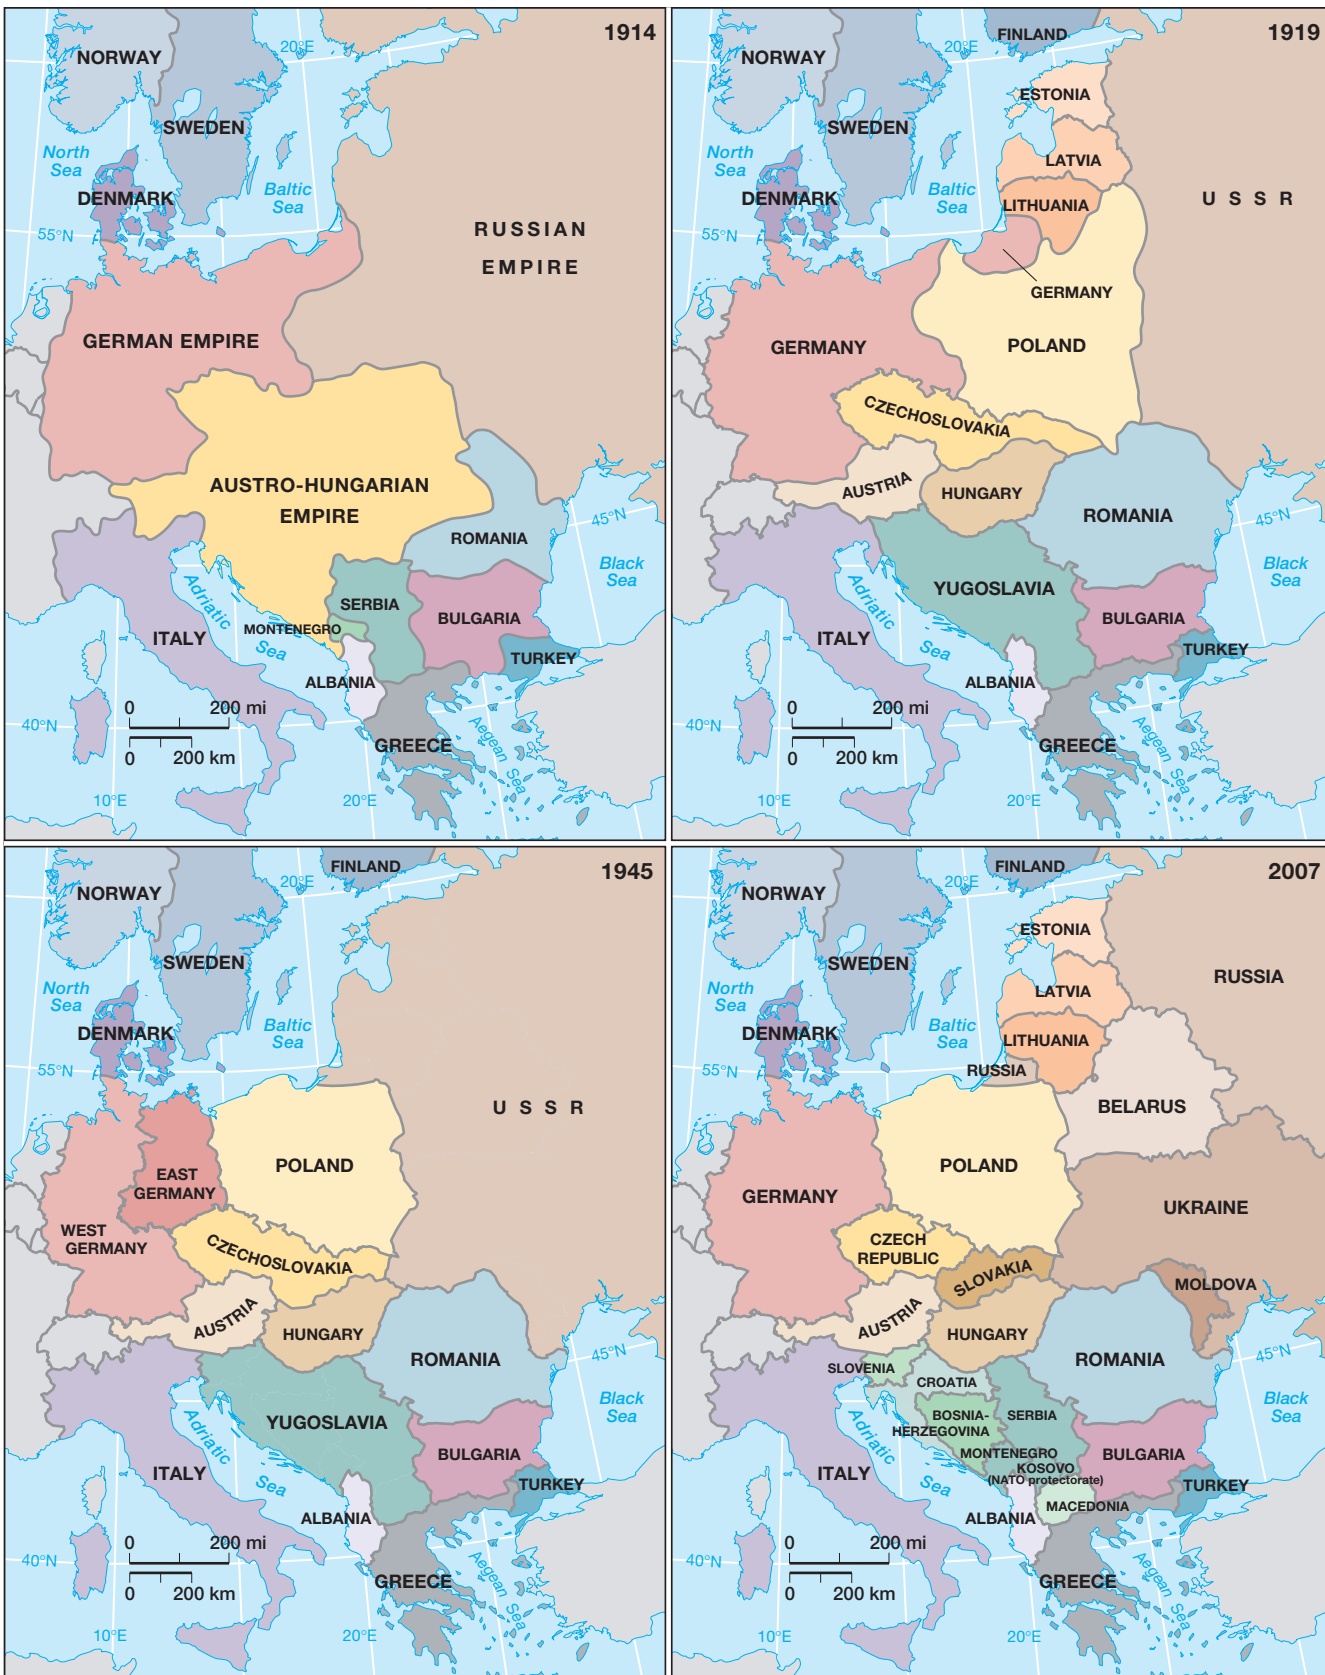 1914
NORWAY
20°E
SWEDEN
North
Sea
Baltic
Sea
DENMARK
55°N
RUSSIAN
EMPIRE
GERMAN EMPIRE
AUSTRO-HUNGARIAN
EMPIRE
45°N
ROMANIA
Black
Sea
Adriatic
Sea
SERBIA
MONTENEGRO
BULGARIA
ITALY
TURKEY
ALBANIA
0 200 mi
0 200 km
40°N
GREECE
Aegean Sea
10°E
20°E
1919
FINLAND
NORWAY
20°E
ESTONIA
SWEDEN
North
Sea
LATVIA
Baltic
Sea
DENMARK
LITHUANIA
USSR
55°N
GERMANY
GERMANY
POLAND
CZECHOSLOVAKIA
AUSTRIA
HUNGARY
ROMANIA
45°N
Black
Sea
YUGOSLAVIA
Adriatic
Sea
BULGARIA
ITALY
TURKEY
ALBANIA
0 200 mi
0 200 km
40°N
GREECE
Aegean Sea
10°E
20°E
1945
FINLAND
NORWAY
20°E
SWEDEN
North
Sea
Baltic
Sea
DENMARK
55°N
USSR
POLAND
EAST
GERMANY
WEST
GERMANY
CZECHOSLOVAKIA
AUSTRIA
HUNGARY
ROMANIA
45°N
Black
Sea
YUGOSLAVIA
Adriatic
Sea
BULGARIA
ITALY
TURKEY
ALBANIA
0 200 mi
0 200 km
40°N
GREECE
Aegean Sea
10°E
20°E
2007
FINLAND
NORWAY
20°E
ESTONIA
SWEDEN
RUSSIA
North
Sea
LATVIA
Baltic
Sea
DENMARK
LITHUANIA
55°N
RUSSIA
BELARUS
POLAND
GERMANY
UKRAINE
CZECH
REPUBLIC
SLOVAKIA
MOLDOVA
AUSTRIA
HUNGARY
ROMANIA
45°N
SLOVENIA
CROATIA
Black
Sea
BOSNIA-
HERZEGOVINA
SERBIA
Adriatic
Sea
MONTENEGRO
KOSOVO
(NATO protectorate)
BULGARIA
ITALY
TURKEY
MACEDONIA
ALBANIA
0 200 mi
0 200 km
40°N
GREECE
Aegean Sea
10°E
20°E